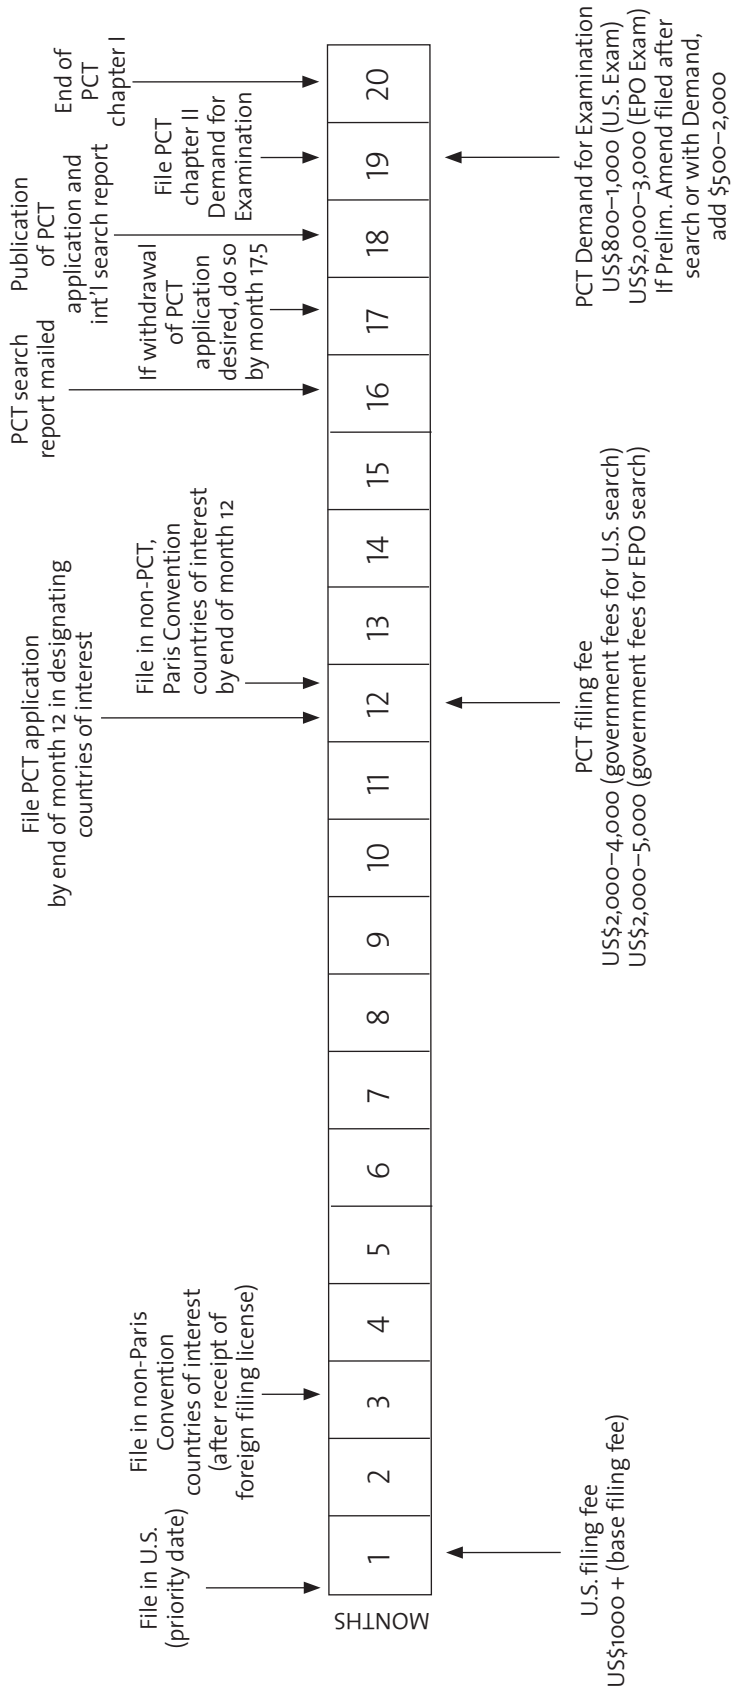 File in U.S.
(priority date)
File in non-Paris
Convention
countries of interest
(after receipt of
foreign filing license)
File PCT application
by end of month 12 in designating
countries of interest
File in non-PCT,
Paris Convention
countries of interest
by end of month 12
PCT search
report mailed
If withdrawal
of PCT
application
desired, do so
by month 17.5
Publication
of PCT
application and
int'l search report
File PCT
chapter II
Demand for
Examination
End of
PCT
chapter I
MONTHS
1 2 3 4 5 6 7 8 9 10 11 12 13 14 15 16 17 18 19 20
U.S. filing fee
US$1000 + (base filing fee)
PCT filing fee
US$2,000–4,000 (government fees for U.S. search)
US$2,000–5,000 (government fees for EPO search)
PCT Demand for Examination
US$800–1,000 (U.S. Exam)
US$2,000–3,000 (EPO Exam)
If Prelim. Amend filed after
search or with Demand,
add $500–2,000